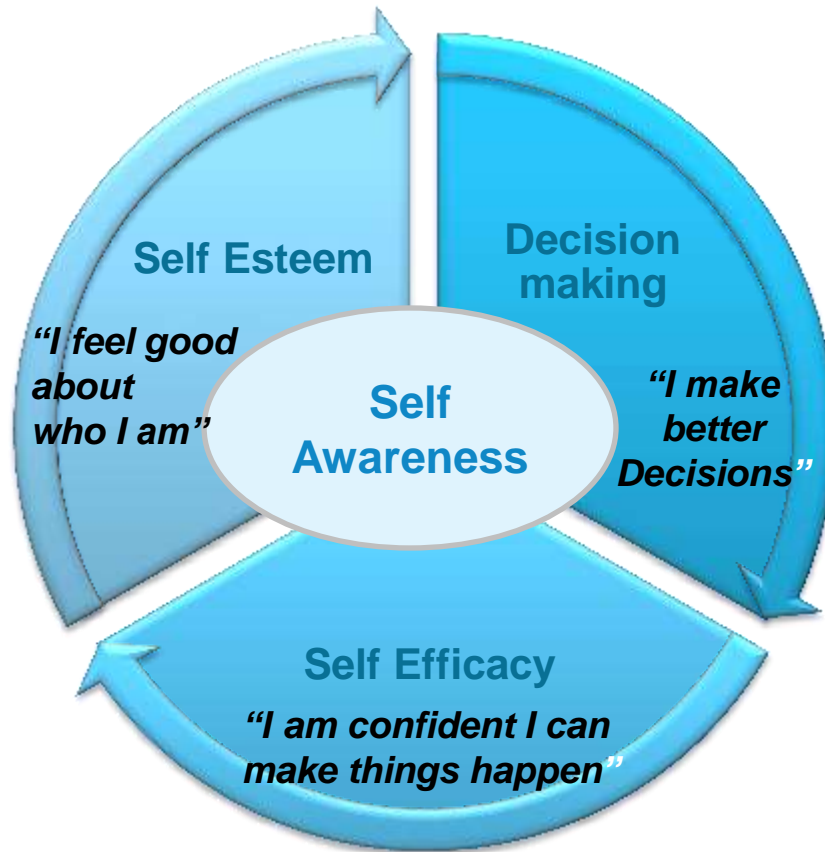 Self Esteem
“I feel good
about
who I am”
Decision
making
“I make
better
Decisions”
Self
Awareness
Self Efficacy
“I am confident I can
make things happen”